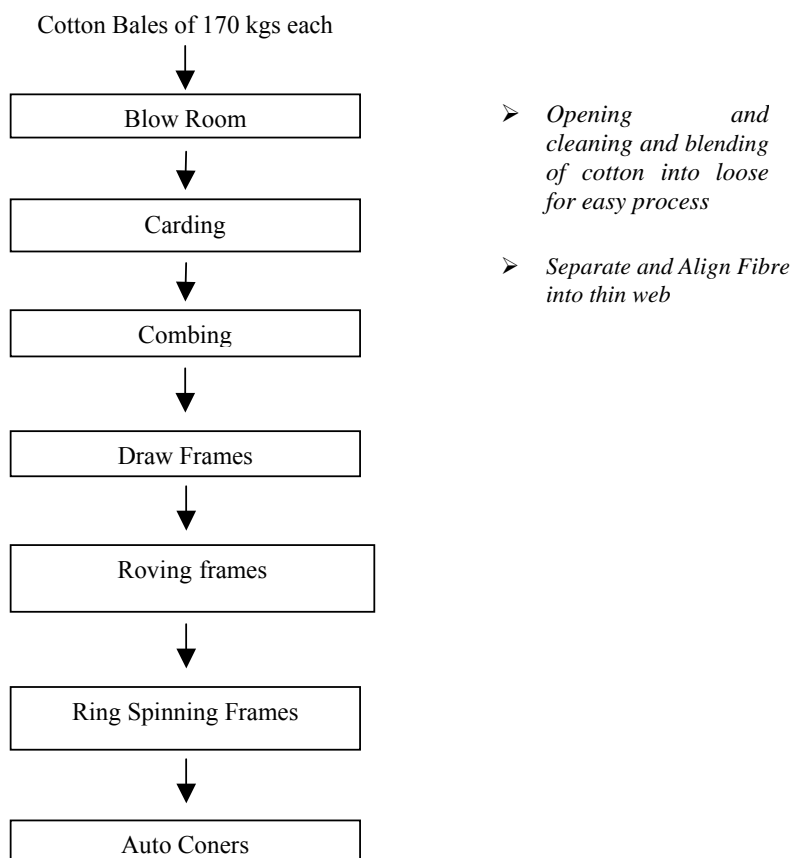 Cotton Bales of 170 kgs each
Blow Room
➢ Opening and
cleaning and blending
of cotton into loose
for easy process
Carding
➢ Separate and Align Fibre
into thin web
Combing
Draw Frames
Roving frames
Ring Spinning Frames
Auto Coners